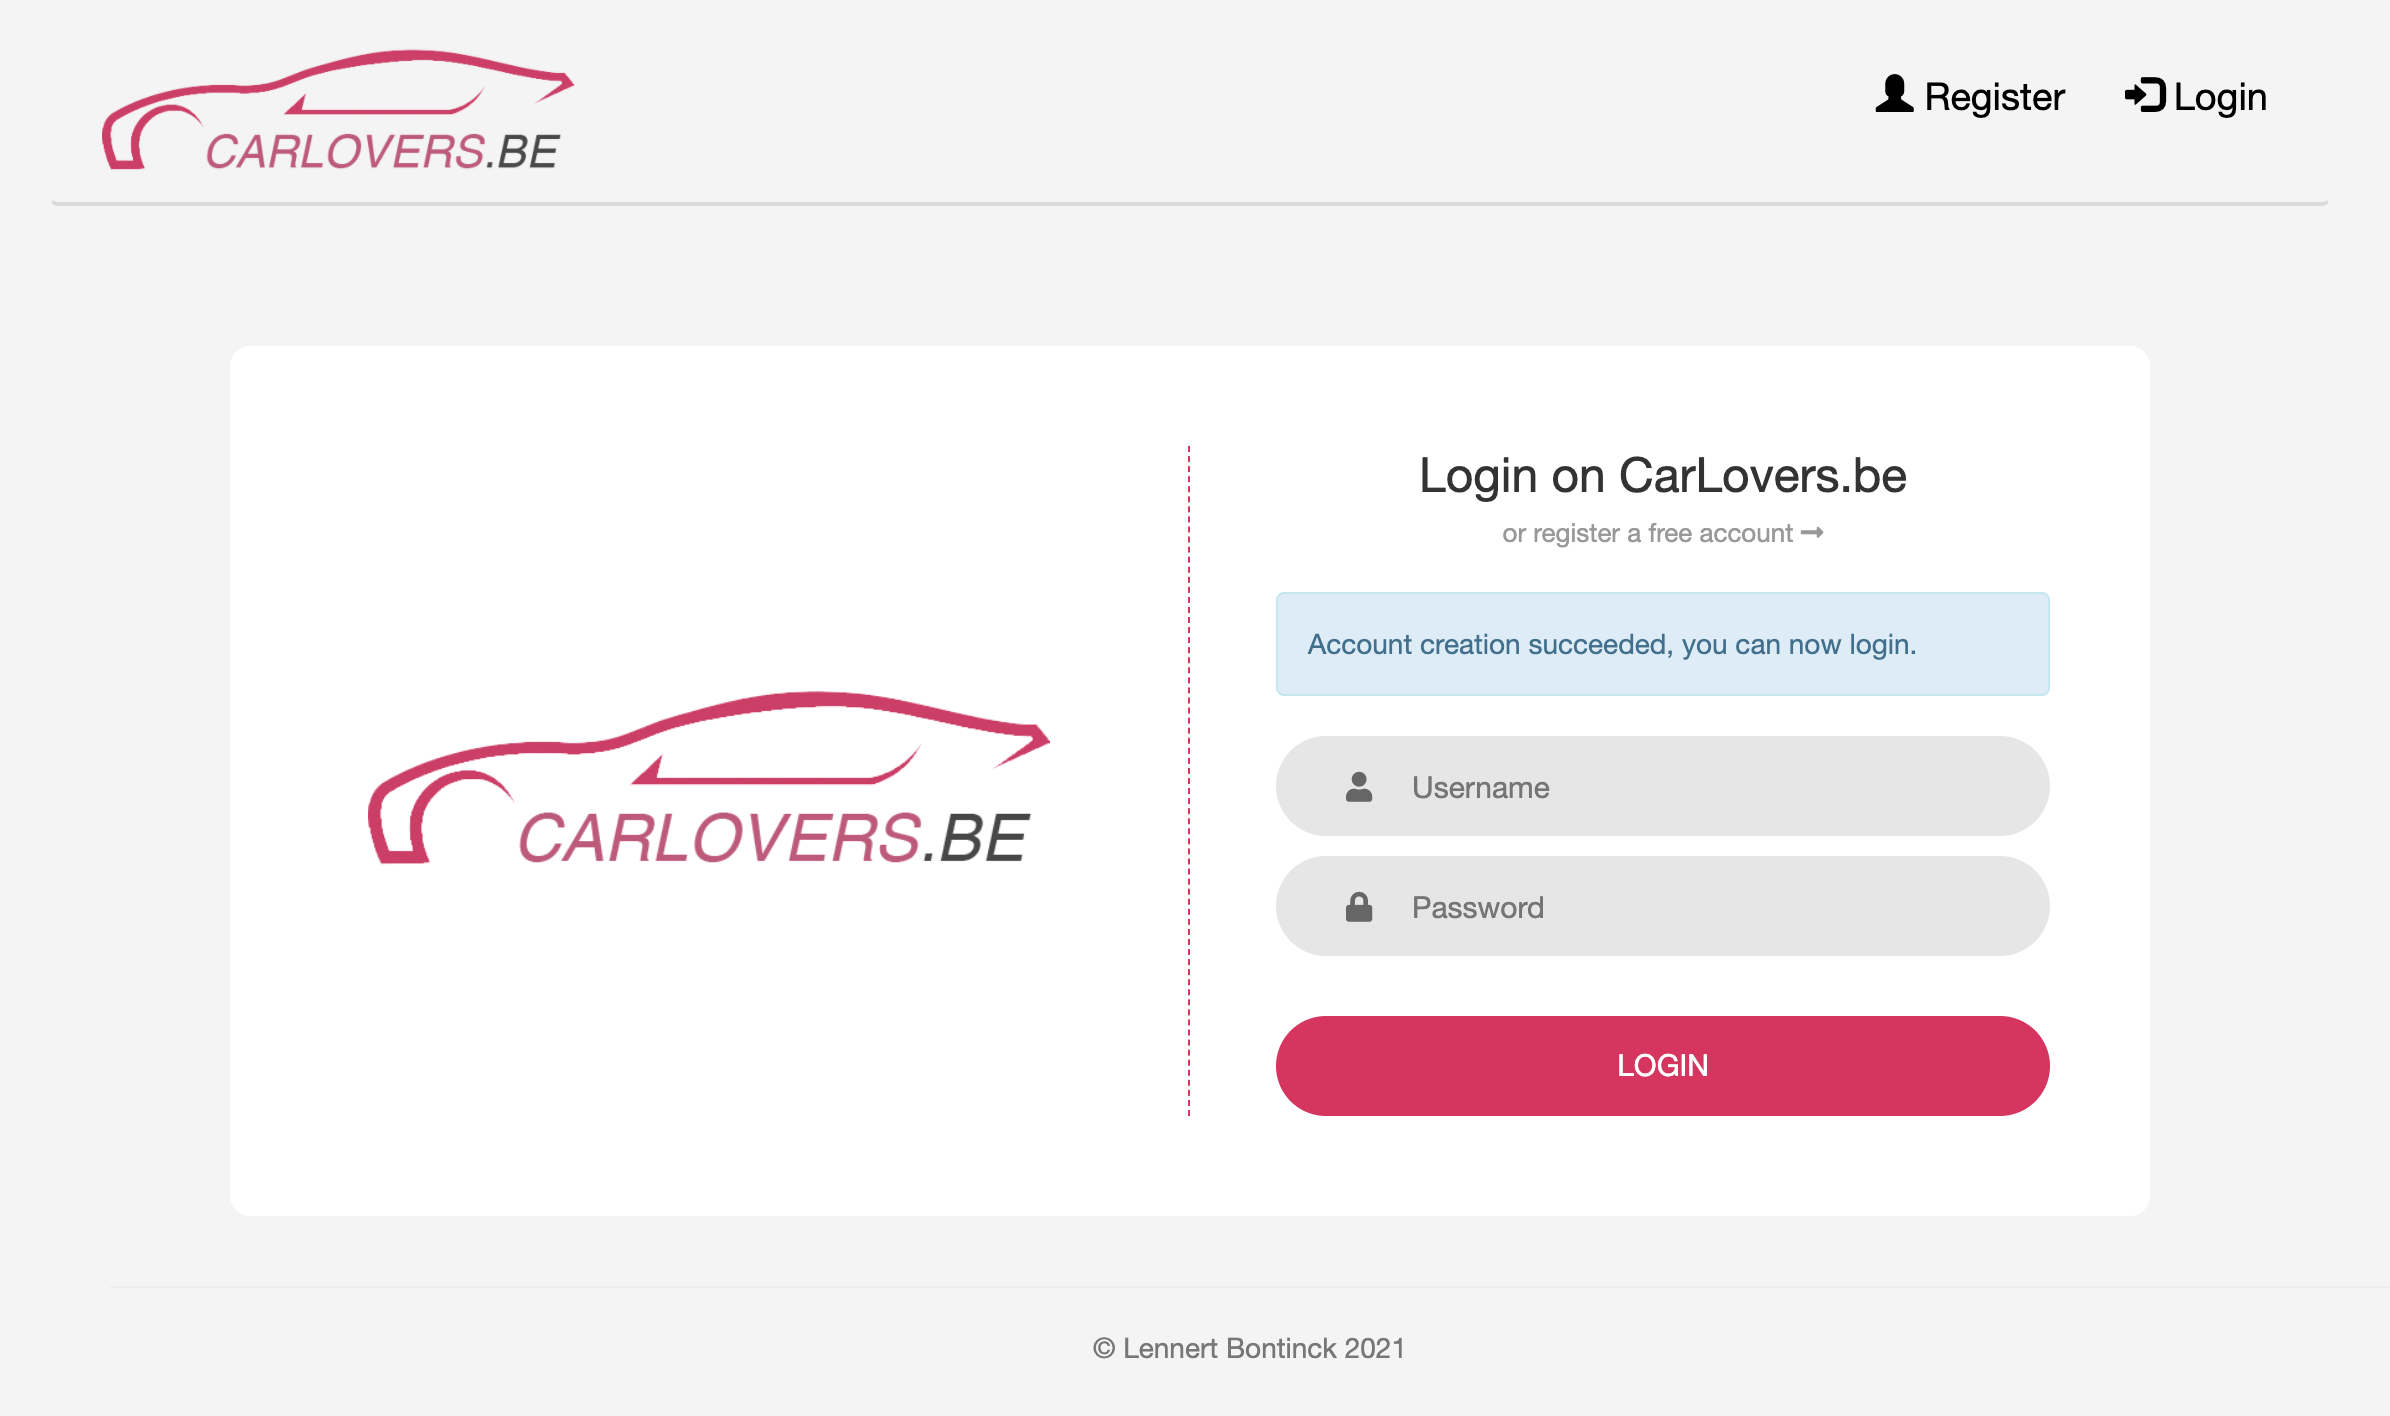 CARLOVERS.BE
Register
Login
Login on CarLovers.be
or register a free account
Account creation succeeded, you can now login.
CARLOVERS.BE
Username
Password
LOGIN
© Lennert Bontinck 2021